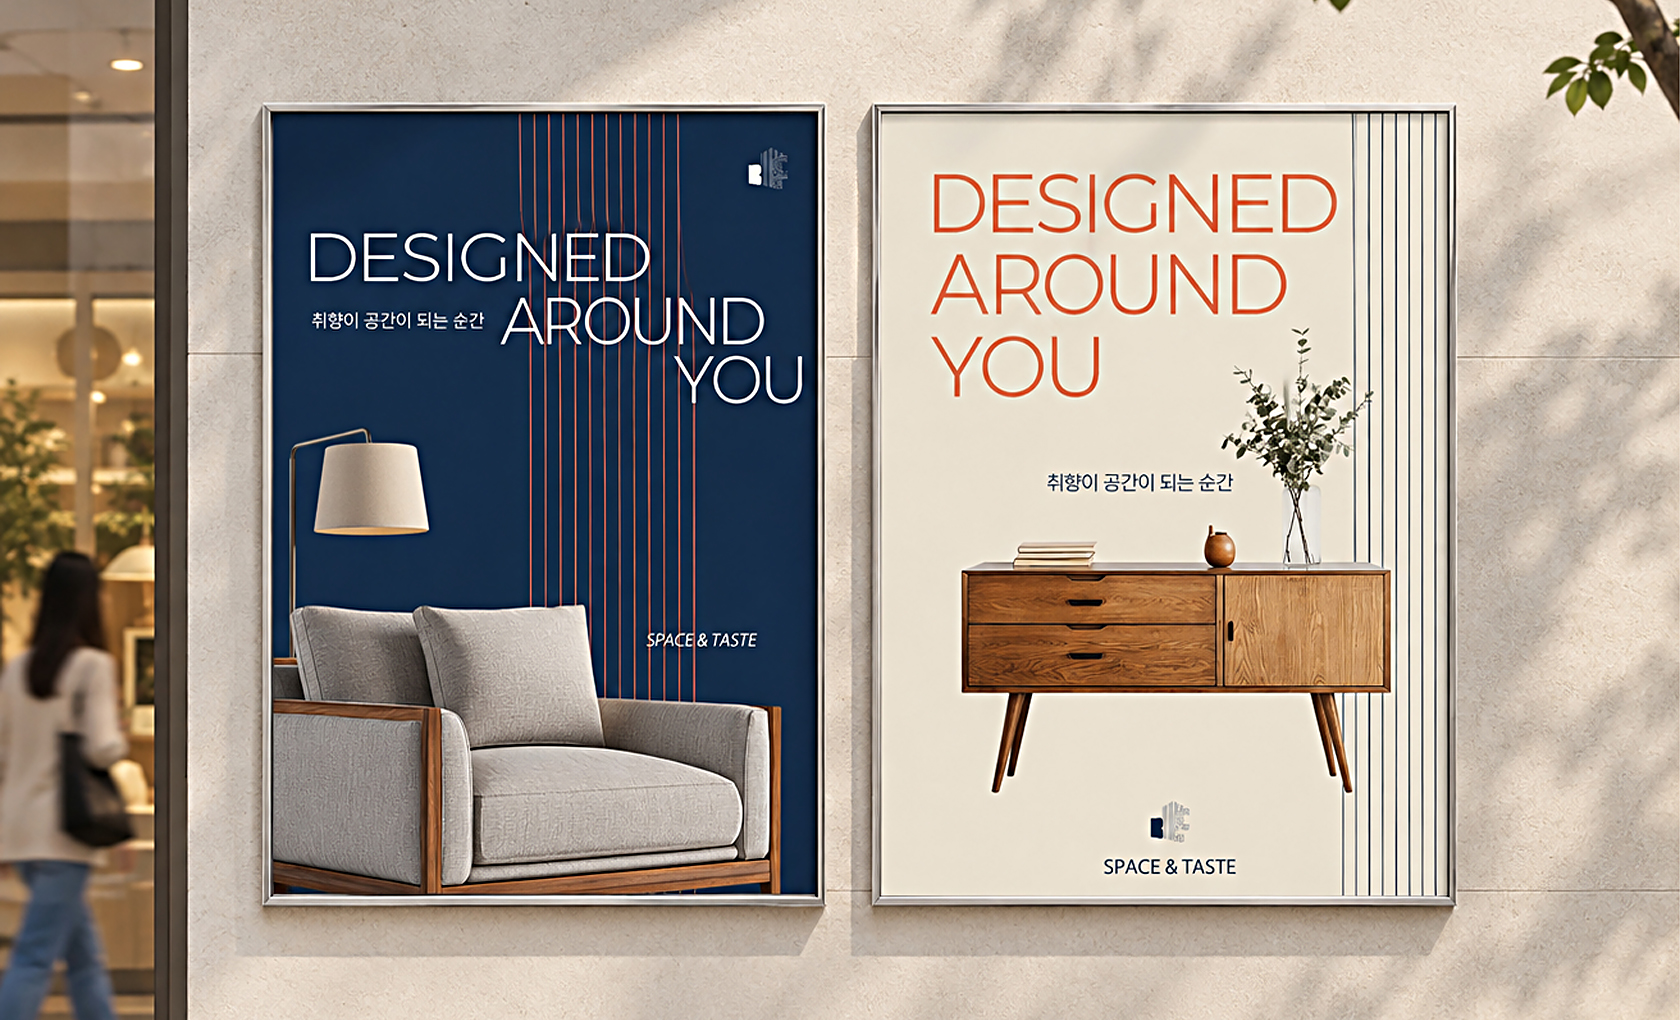 DESIGNED
취향이 공간이 되는 순간 AROUND
YOU
SPACE & TASTE
DESIGNED
AROUND
YOU
취향이 공간이 되는 순간
B
SPACE & TASTE